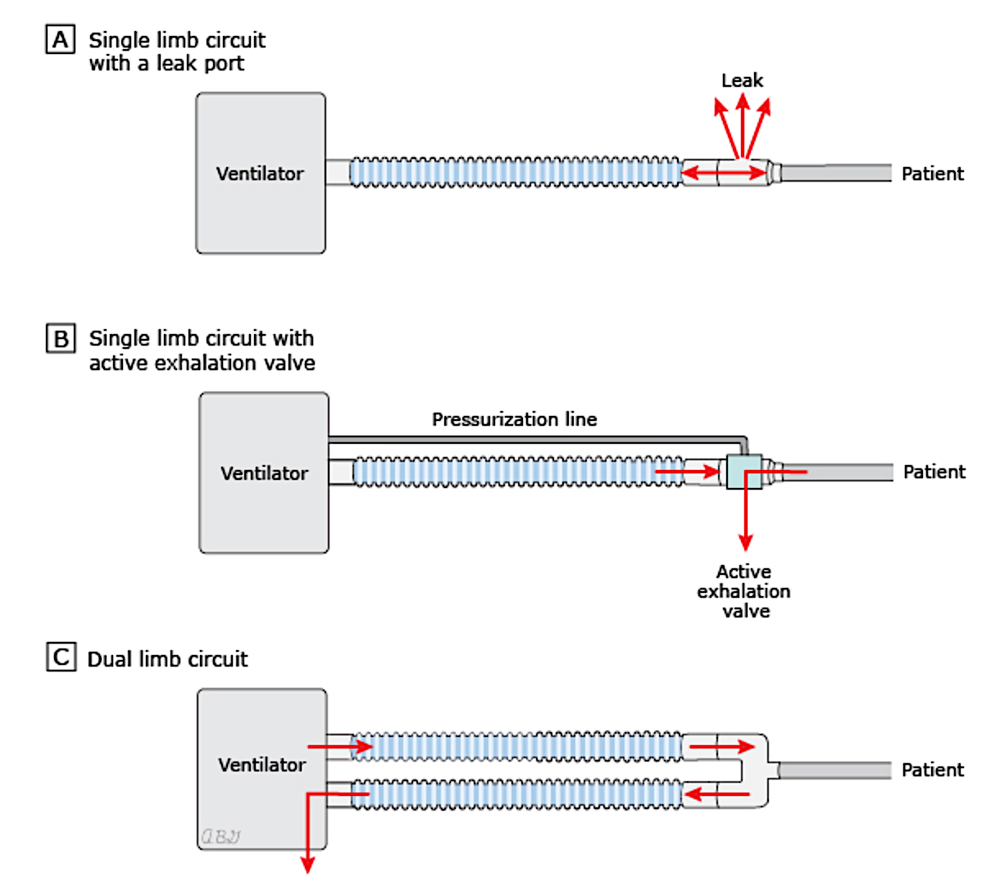 A
Single limb circuit
with a leak port
Leak
Ventilator
Patient
B
Single limb circuit with
active exhalation valve
Pressurization line
Ventilator
Patient
Active
exhalation
valve
C
Dual limb circuit
Ventilator
Patient